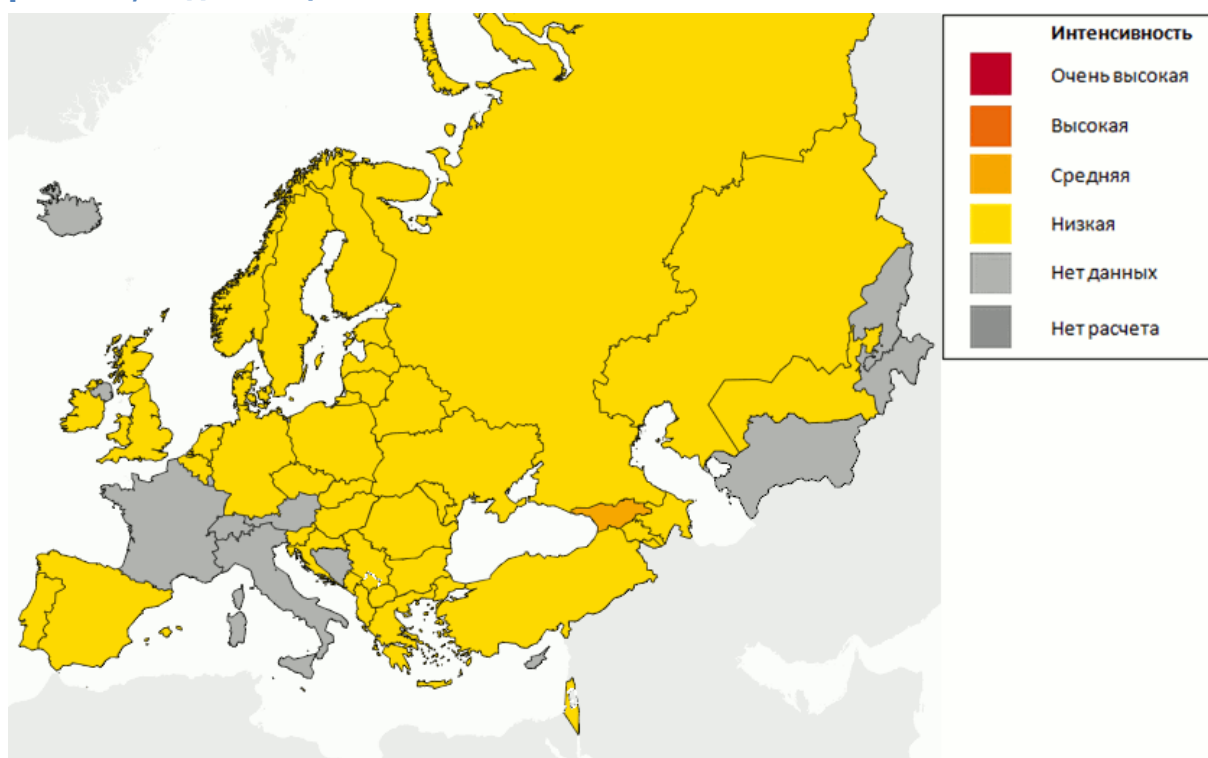 Интенсивность
Очень высокая
Высокая
Средняя
Низкая
Нет данных
Нет расчета